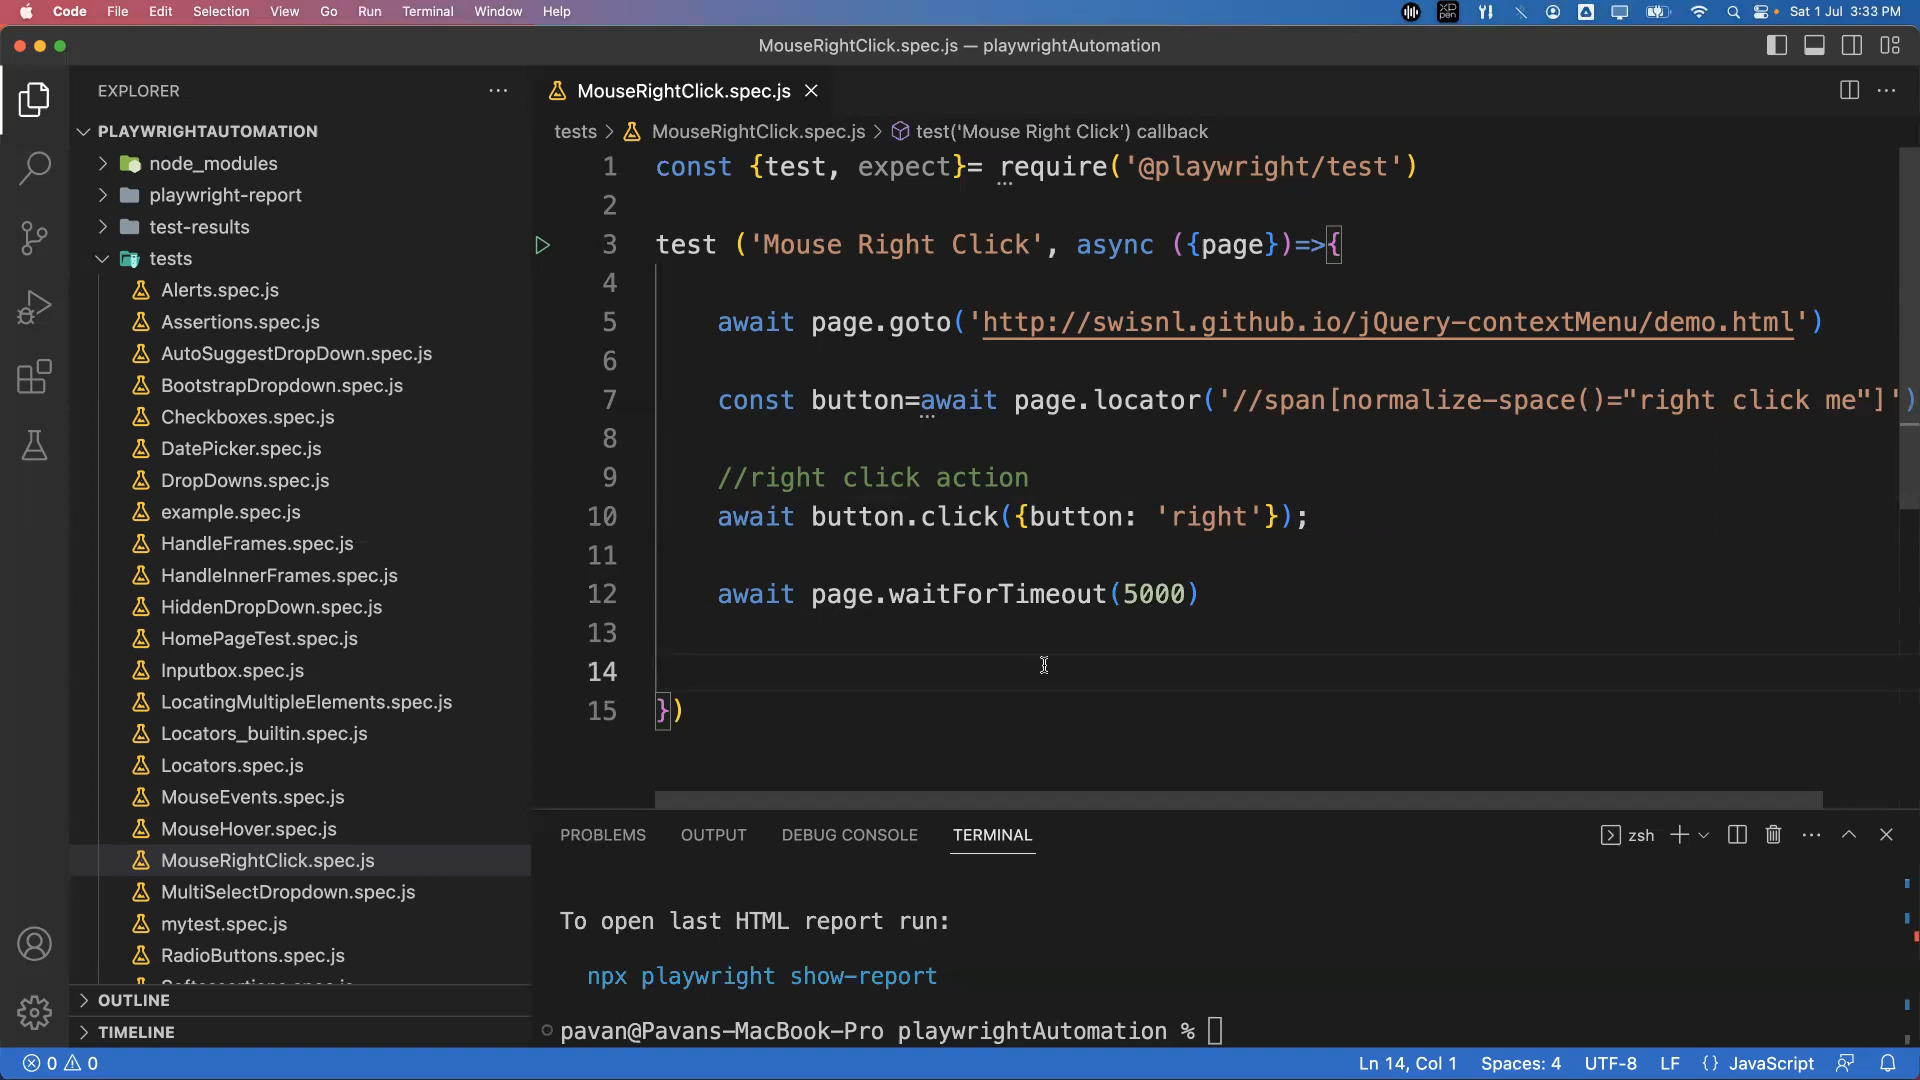 Code File Edit Selection View Go Run Terminal Window Help Sat 1 Jul 3:33 PM
MouseRightClick.spec.js — playwrightAutomation
EXPLORER
PLAYWRIGHTAUTOMATION
node_modules
playwright-report
test-results
tests
Alerts.spec.js
Assertions.spec.js
AutoSuggestDropDown.spec.js
BootstrapDropdown.spec.js
Checkboxes.spec.js
DatePicker.spec.js
DropDowns.spec.js
example.spec.js
HandleFrames.spec.js
HandleInnerFrames.spec.js
HiddenDropDown.spec.js
HomePageTest.spec.js
Inputbox.spec.js
LocatingMultipleElements.spec.js
Locators_builtin.spec.js
Locators.spec.js
MouseEvents.spec.js
MouseHover.spec.js
MouseRightClick.spec.js
MultiSelectDropdown.spec.js
mytest.spec.js
RadioButtons.spec.js
OUTLINE
TIMELINE
MouseRightClick.spec.js
tests > MouseRightClick.spec.js > test('Mouse Right Click') callback
1 const {test, expect}= require('@playwright/test')
2
3 test ('Mouse Right Click', async ({page})=>{
4
5 await page.goto('http://swisnl.github.io/jQuery-contextMenu/demo.html')
6
7 const button=await page.locator('//span[normalize-space()="right click me"]')
8
9 //right click action
10 await button.click({button: 'right'});
11
12 await page.waitForTimeout(5000)
13
14
15 })
PROBLEMS OUTPUT DEBUG CONSOLE TERMINAL zsh
To open last HTML report run:
npx playwright show-report
pavan@Pavans-MacBook-Pro playwrightAutomation %
0 0 Ln 14, Col 1 Spaces: 4 UTF-8 LF {} JavaScript